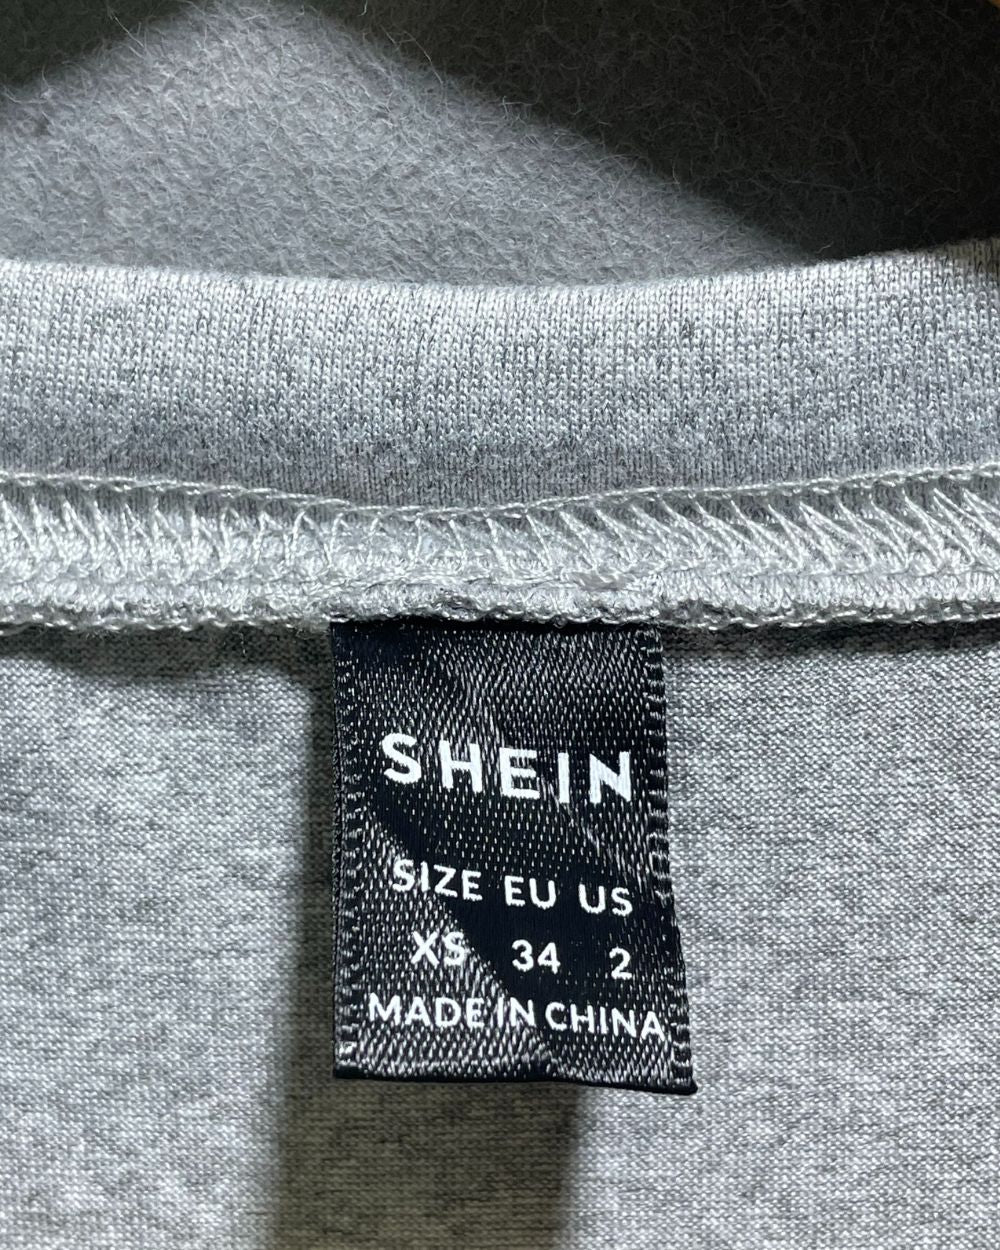 SHEIN
SIZE EU US
XS 34 2
MADE IN CHINA